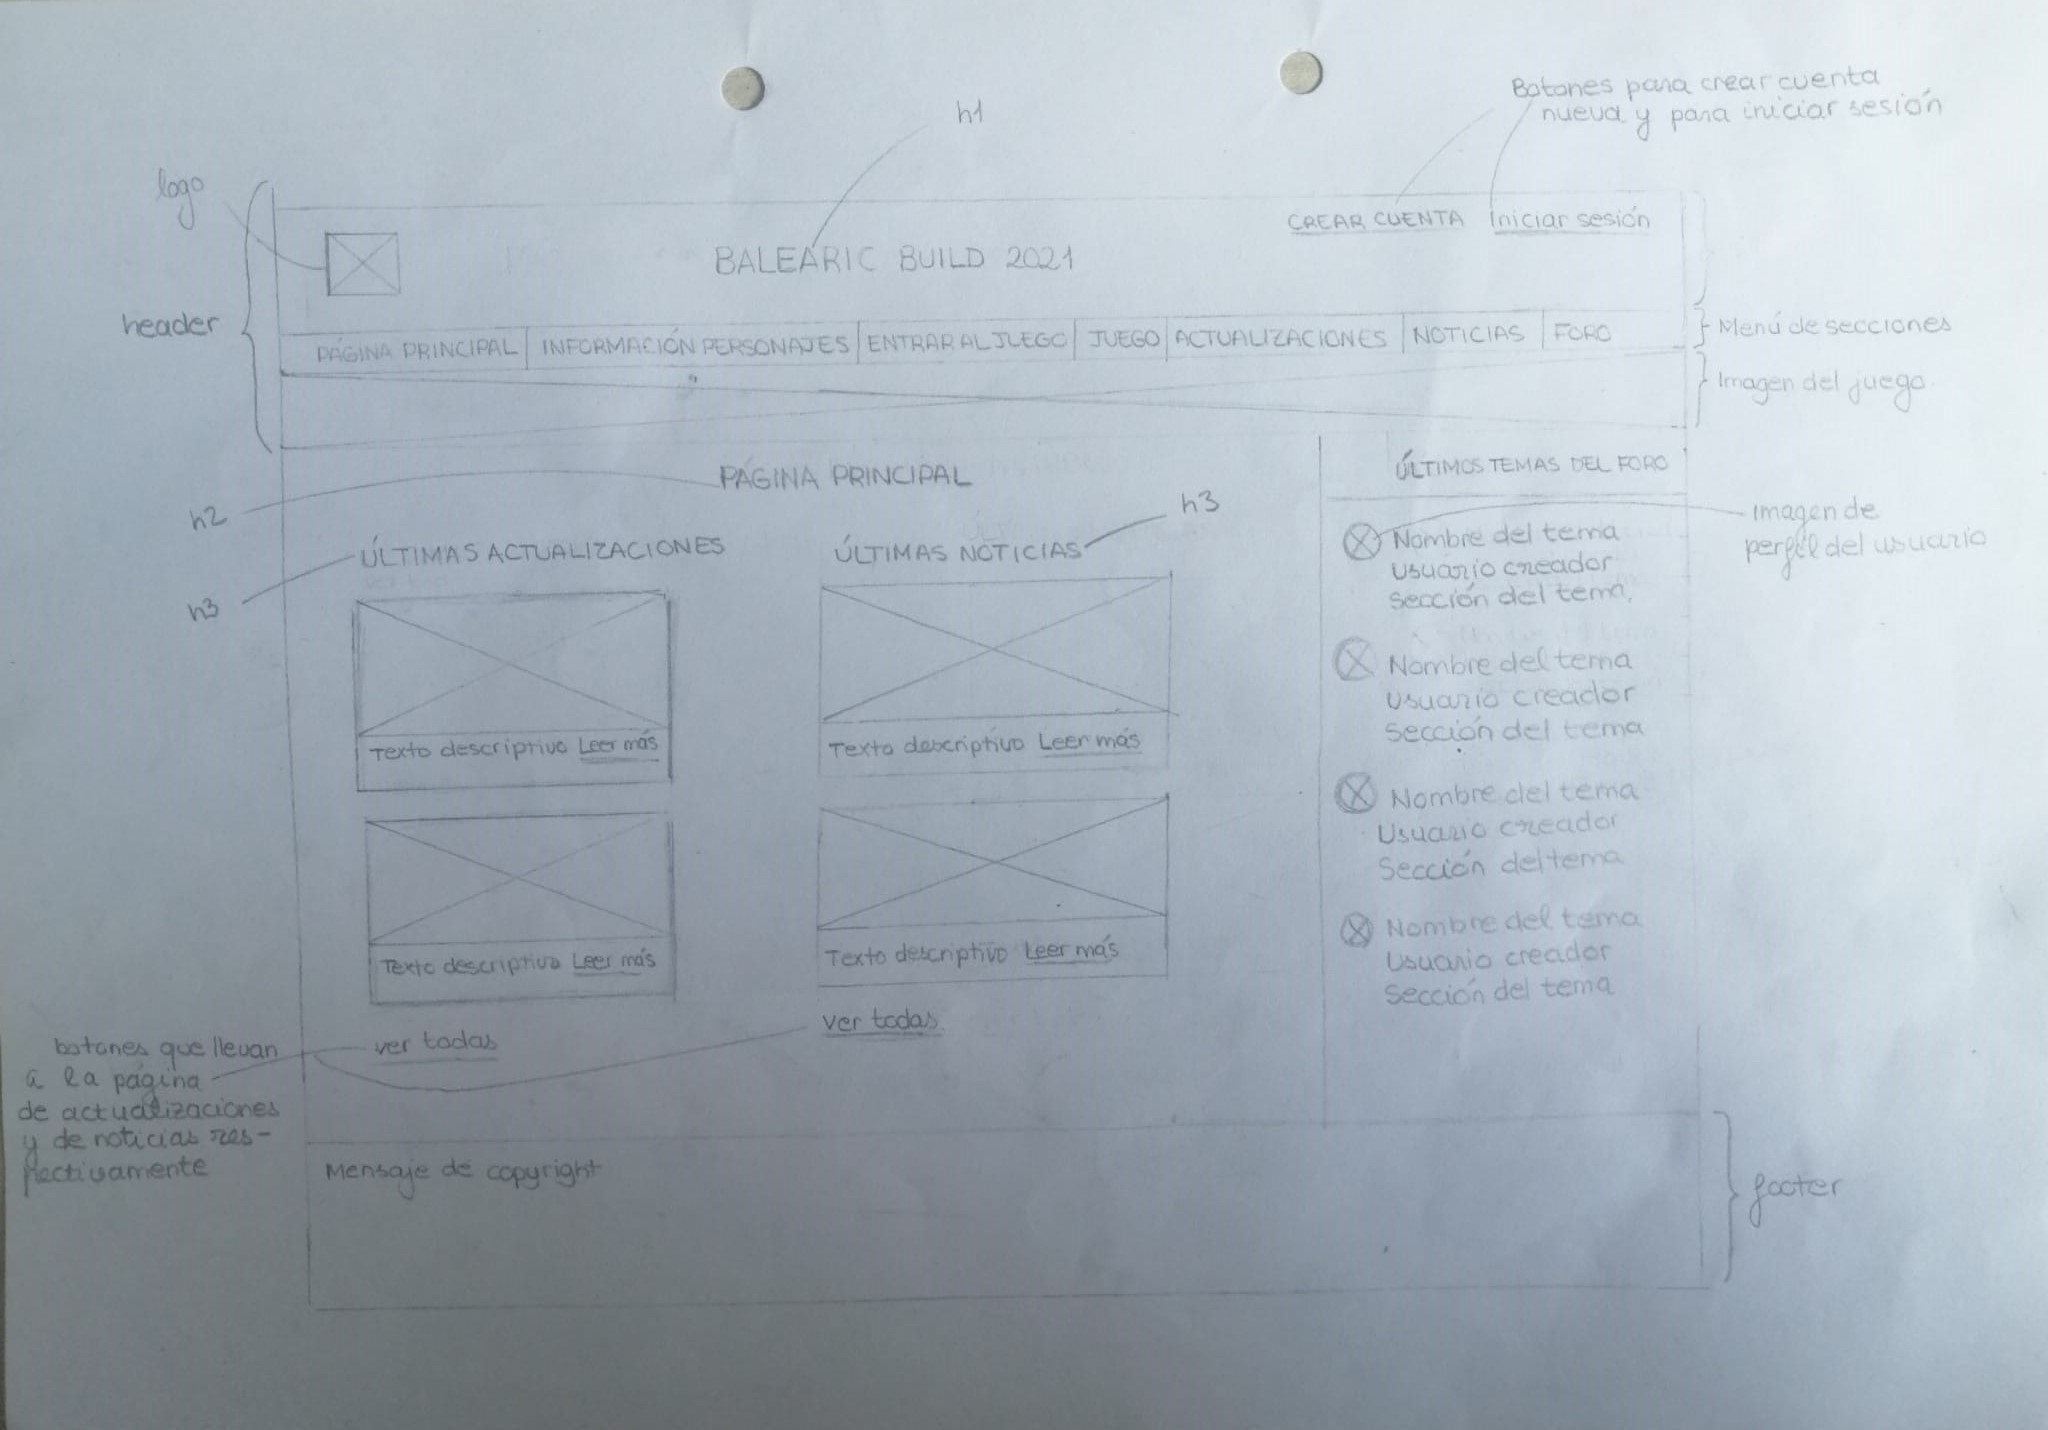 h1
Botones para crear cuenta
nueva y para iniciar sesión
logo
CREAR CUENTA Iniciar sesión
BALEARIC BUILD 2021
header
PÁGINA PRINCIPAL INFORMACIÓN PERSONAJES ENTRAR AL JUEGO JUEGO ACTUALIZACIONES NOTICIAS FORO
Menú de secciones
Imagen del juego
PÁGINA PRINCIPAL
h2
ÚLTIMOS TEMAS DEL FORO
h3
ÚLTIMAS ACTUALIZACIONES
ÚLTIMAS NOTICIAS
h3
Imagen de
perfil del usuario
Nombre del tema
usuario creador
sección del tema
Nombre del tema
usuario creador
sección del tema
Texto descriptivo Leer más
Texto descriptivo Leer más
Nombre del tema
Usuario creador
Sección del tema
Nombre del tema
Usuario creador
Sección del tema
Texto descriptivo Leer más
Texto descriptivo Leer más
ver todas
ver todas
botones que llevan
a la página
de actualizaciones
y de noticias res-
pectivamente
Mensaje de copyright
footer